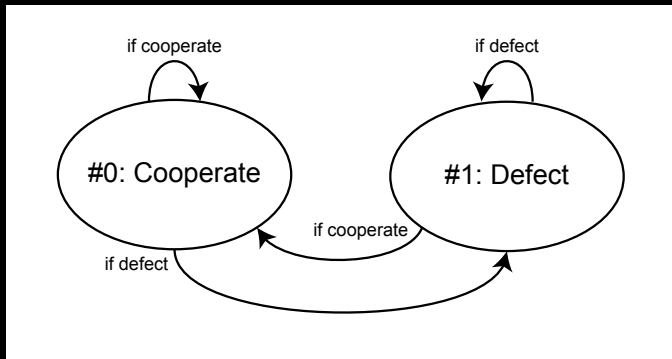 if cooperate
if defect
#0: Cooperate
#1: Defect
if cooperate
if defect